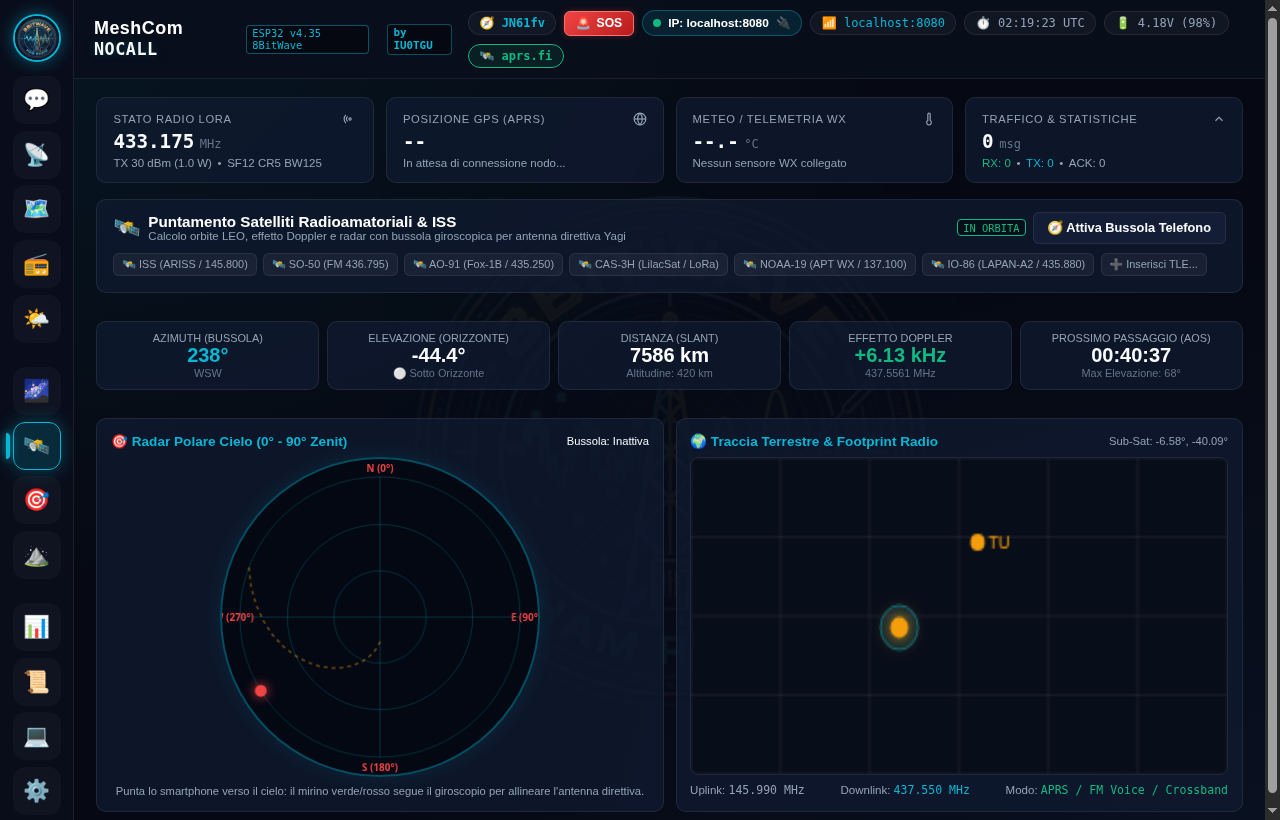 MeshCom
NOCALL
ESP32 v4.35
8BitWave
by
IU0TGU
JN61fv
SOS
IP: localhost:8080
localhost:8080
02:19:23 UTC
4.18V (98%)
aprs.fi
STATO RADIO LORA
433.175 MHz
TX 30 dBm (1.0 W) • SF12 CR5 BW125
POSIZIONE GPS (APRS)
--
In attesa di connessione nodo...
METEO / TELEMETRIA WX
--.- °C
Nessun sensore WX collegato
TRAFFICO & STATISTICHE
0 msg
RX: 0 • TX: 0 • ACK: 0
Puntamento Satelliti Radioamatoriali & ISS
Calcolo orbite LEO, effetto Doppler e radar con bussola giroscopica per antenna direttiva Yagi
IN ORBITA
Attiva Bussola Telefono
ISS (ARISS / 145.800)
SO-50 (FM 436.795)
AO-91 (Fox-1B / 435.250)
CAS-3H (LilacSat / LoRa)
NOAA-19 (APT WX / 137.100)
IO-86 (LAPAN-A2 / 435.880)
Inserisci TLE...
AZIMUTH (BUSSOLA)
238°
WSW
ELEVAZIONE (ORIZZONTE)
-44.4°
Sotto Orizzonte
DISTANZA (SLANT)
7586 km
Altitudine: 420 km
EFFETTO DOPPLER
+6.13 kHz
437.5561 MHz
PROSSIMO PASSAGGIO (AOS)
00:40:37
Max Elevazione: 68°
Radar Polare Cielo (0° - 90° Zenit)
Bussola: Inattiva
N (0°)
(270°)
E (90°
S (180°)
Punta lo smartphone verso il cielo: il mirino verde/rosso segue il giroscopio per allineare l'antenna direttiva.
Traccia Terrestre & Footprint Radio
Sub-Sat: -6.58°, -40.09°
TU
Uplink: 145.990 MHz
Downlink: 437.550 MHz
Modo: APRS / FM Voice / Crossband